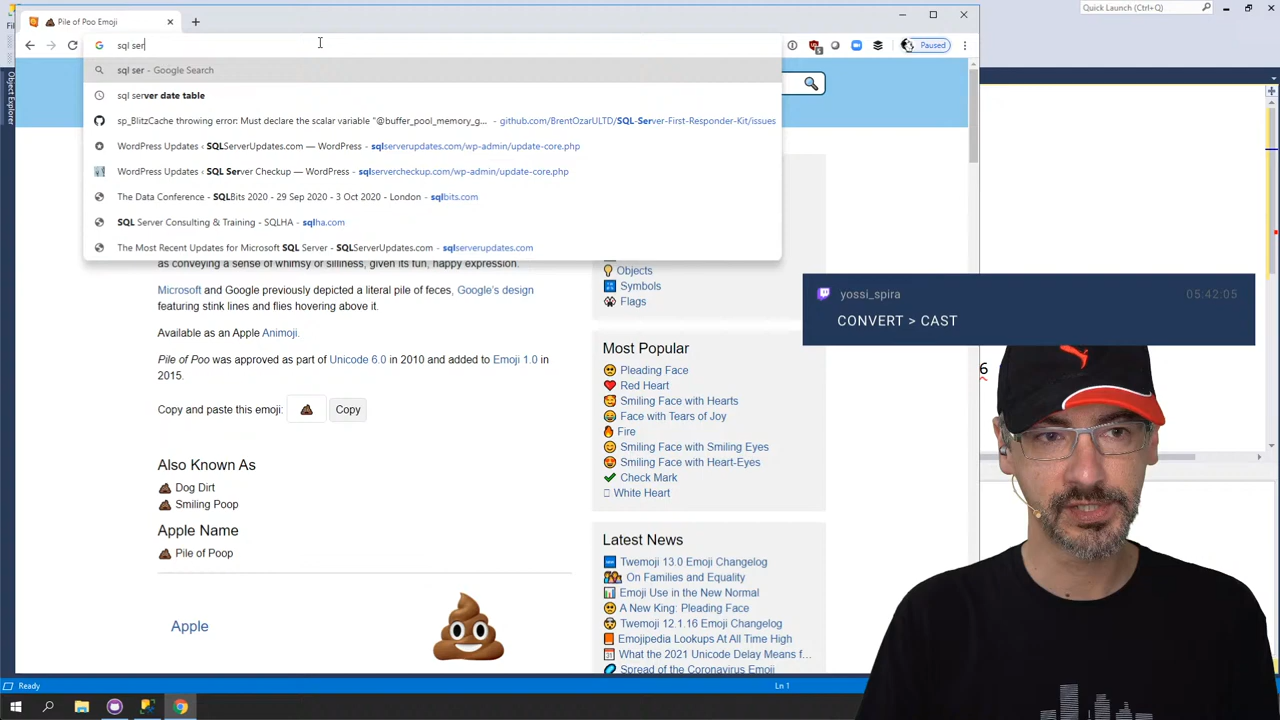 Pile of Poo Emoji
Quick Launch (Ctrl+Q)
sql ser
Paused
sql ser - Google Search
sql server date table
sp_BlitzCache throwing error: Must declare the scalar variable "@buffer_pool_memory_g... - github.com/BrentOzarULTD/SQL-Server-First-Responder-Kit/issues
WordPress Updates ‹ SQLServerUpdates.com — WordPress - sqlserverupdates.com/wp-admin/update-core.php
WordPress Updates ‹ SQL Server Checkup — WordPress - sqlservercheckup.com/wp-admin/update-core.php
The Data Conference - SQLBits 2020 - 29 Sep 2020 - 3 Oct 2020 - London - sqlbits.com
SQL Server Consulting & Training - SQLHA - sqlha.com
The Most Recent Updates for Microsoft SQL Server - SQLServerUpdates.com - sqlserverupdates.com
Object Explorer
as conveying a sense of whimsy or silliness, given its fun, happy expression.
Microsoft and Google previously depicted a literal pile of feces, Google's design
featuring stink lines and flies hovering above it.
Available as an Apple Animoji.
Pile of Poo was approved as part of Unicode 6.0 in 2010 and added to Emoji 1.0 in
2015.
Copy and paste this emoji:
Copy
Also Known As
Dog Dirt
Smiling Poop
Apple Name
Pile of Poop
Apple
Objects
Symbols
Flags
Most Popular
Pleading Face
Red Heart
Smiling Face with Hearts
Face with Tears of Joy
Fire
Smiling Face with Smiling Eyes
Smiling Face with Heart-Eyes
Check Mark
White Heart
Latest News
Twemoji 13.0 Emoji Changelog
On Families and Equality
Emoji Use in the New Normal
A New King: Pleading Face
Twemoji 12.1.16 Emoji Changelog
Emojipedia Lookups At All Time High
What the 2021 Unicode Delay Means f...
Spread of the Coronavirus Emoji
yossi_spira
05:42:05
CONVERT > CAST
6
Ready
Ln 1